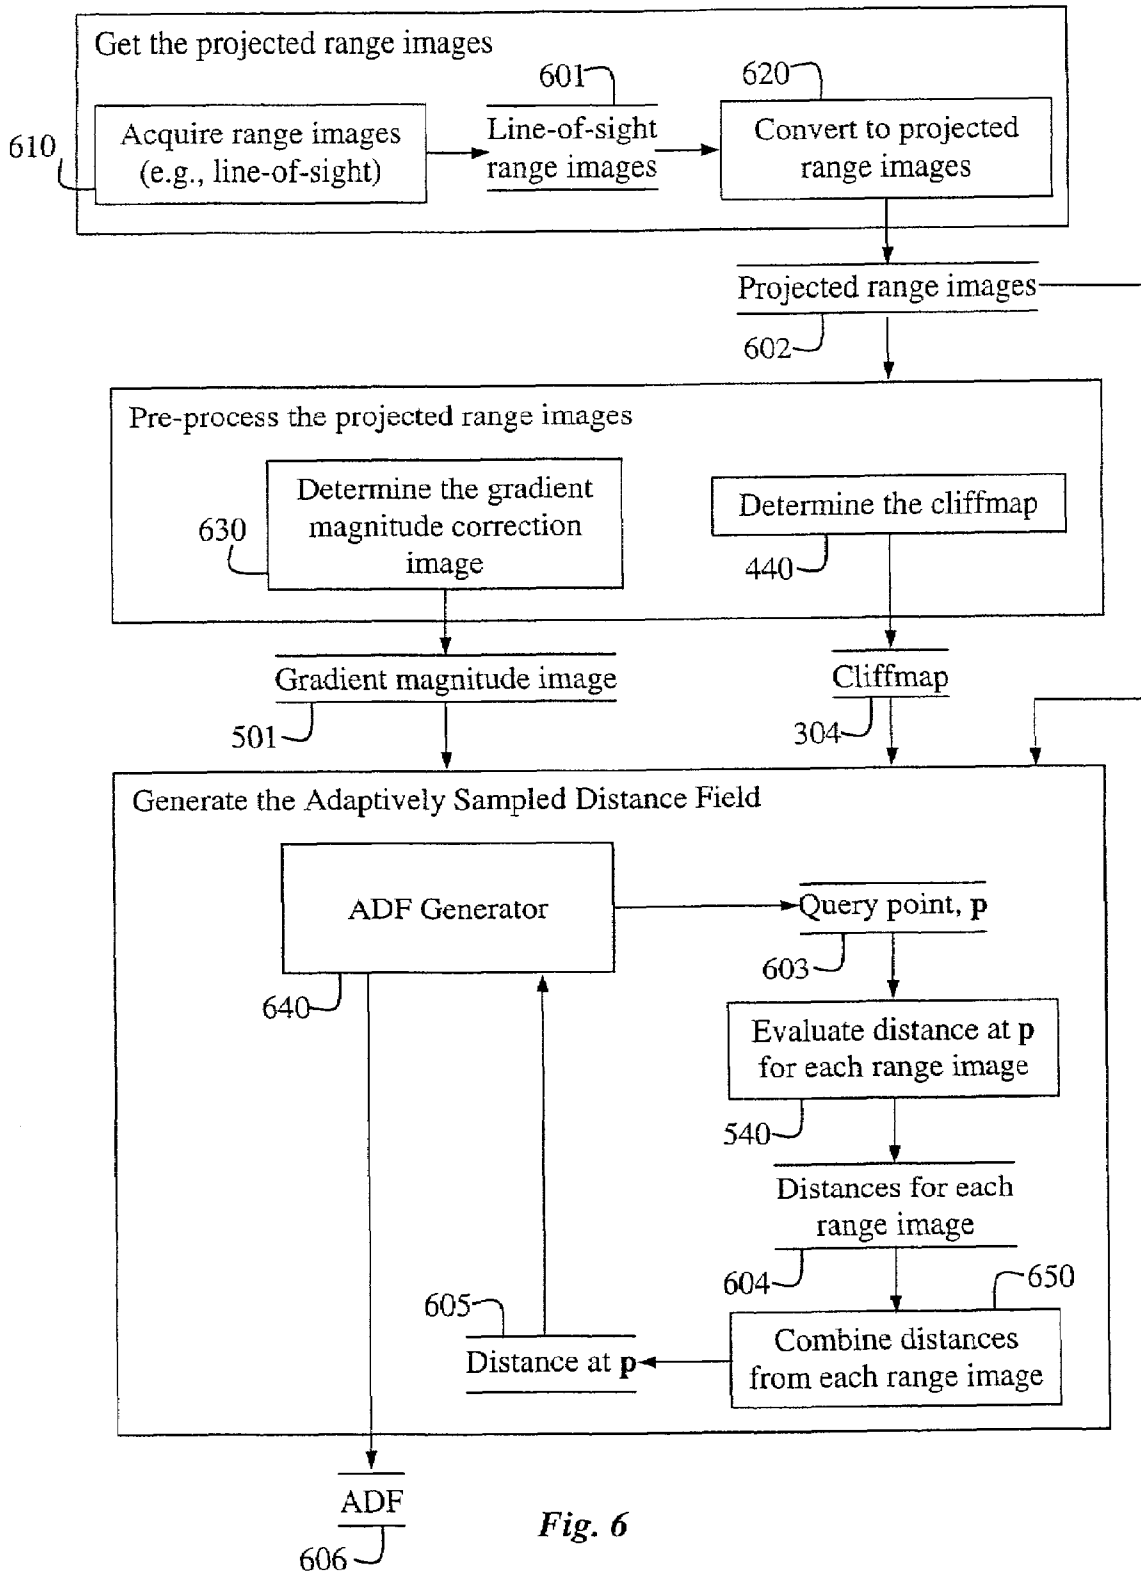 Get the projected range images
601
620
610
Acquire range images
(e.g., line-of-sight)
Line-of-sight
range images
Convert to projected
range images
Projected range images
602
Pre-process the projected range images
630
Determine the gradient
magnitude correction
image
Determine the cliffmap
440
Gradient magnitude image
501
Cliffmap
304
Generate the Adaptively Sampled Distance Field
ADF Generator
640
Query point, p
603
Evaluate distance at p
for each range image
540
Distances for each
range image
604
650
605
Distance at p
Combine distances
from each range image
ADF
606
Fig. 6